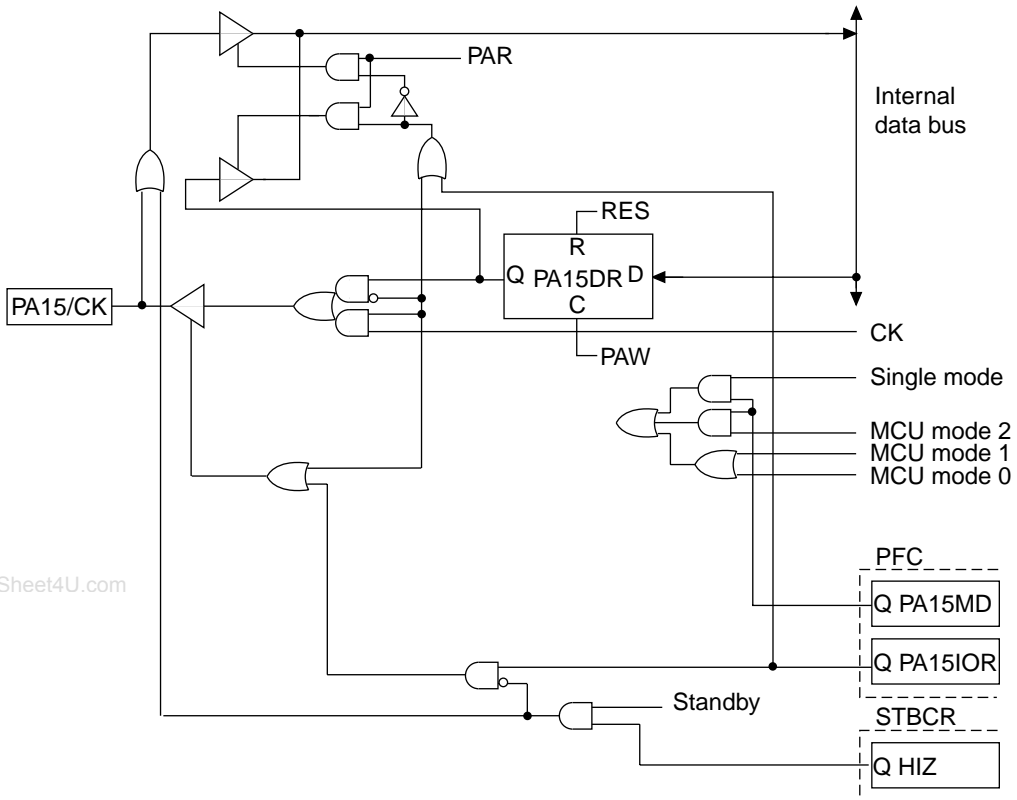 PAR
Internal
data bus
RES
R
Q PA15DR D
C
PAW
PA15/CK
CK
Single mode
MCU mode 2
MCU mode 1
MCU mode 0
PFC
Sheet4U.com
Q PA15MD
Q PA15IOR
Standby
STBCR
Q HIZ